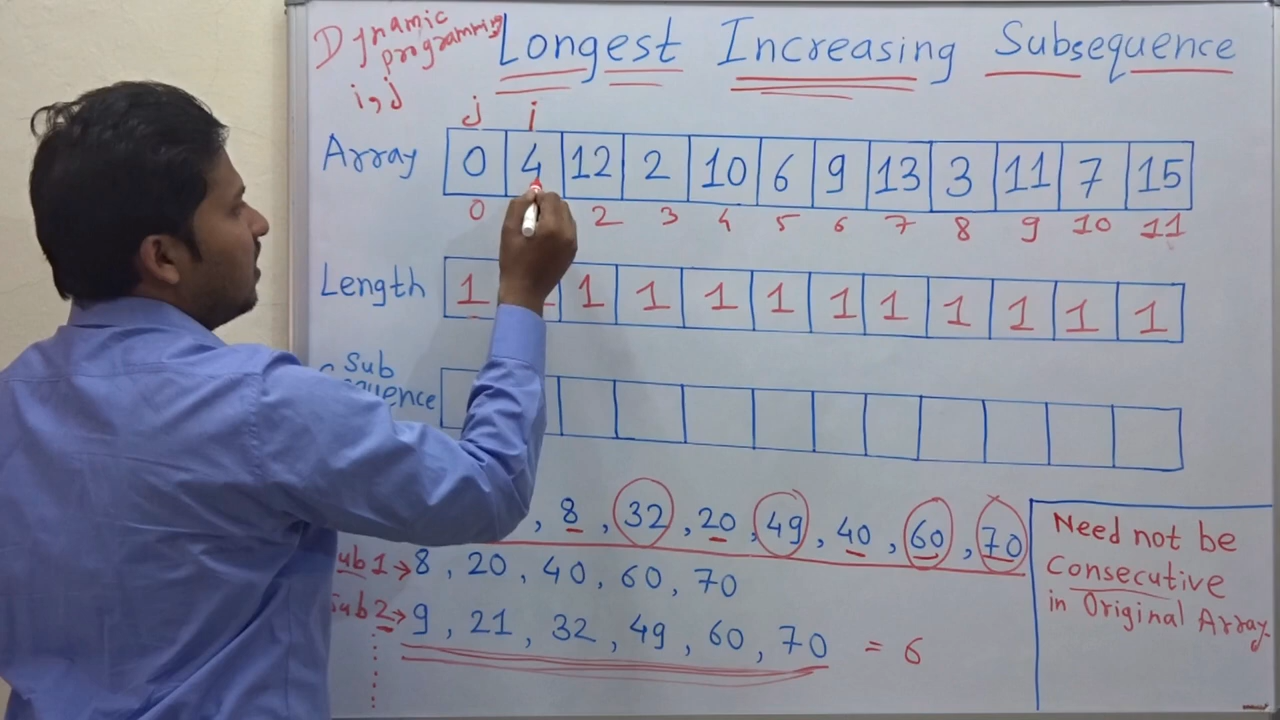 Dynamic programming
Longest Increasing Subsequence
i,j
j i
Array 0 4 12 2 10 6 9 13 3 11 7 15
0 2 3 4 5 6 7 8 9 10 11
Length 1 1 1 1 1 1 1 1 1 1 1
Sub
, 8 , 32 , 20 , 49 , 40 , 60 , 70
8 , 20 , 40 , 60 , 70
Sub 2→ 9 , 21 , 32 , 49 , 60 , 70 = 6
Need not be
Consecutive
in Original Array.